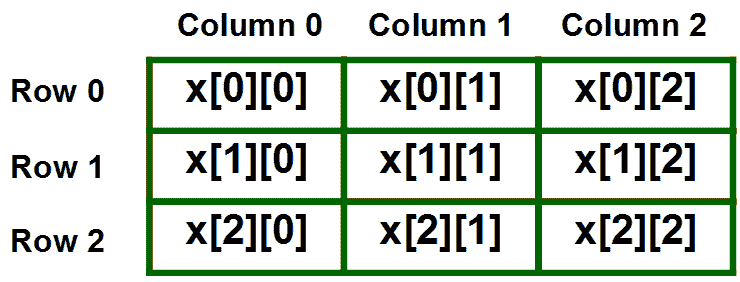 Column 0 Column 1 Column 2
Row 0 x[0][0] x[0][1] x[0][2]
Row 1 x[1][0] x[1][1] x[1][2]
Row 2 x[2][0] x[2][1] x[2][2]